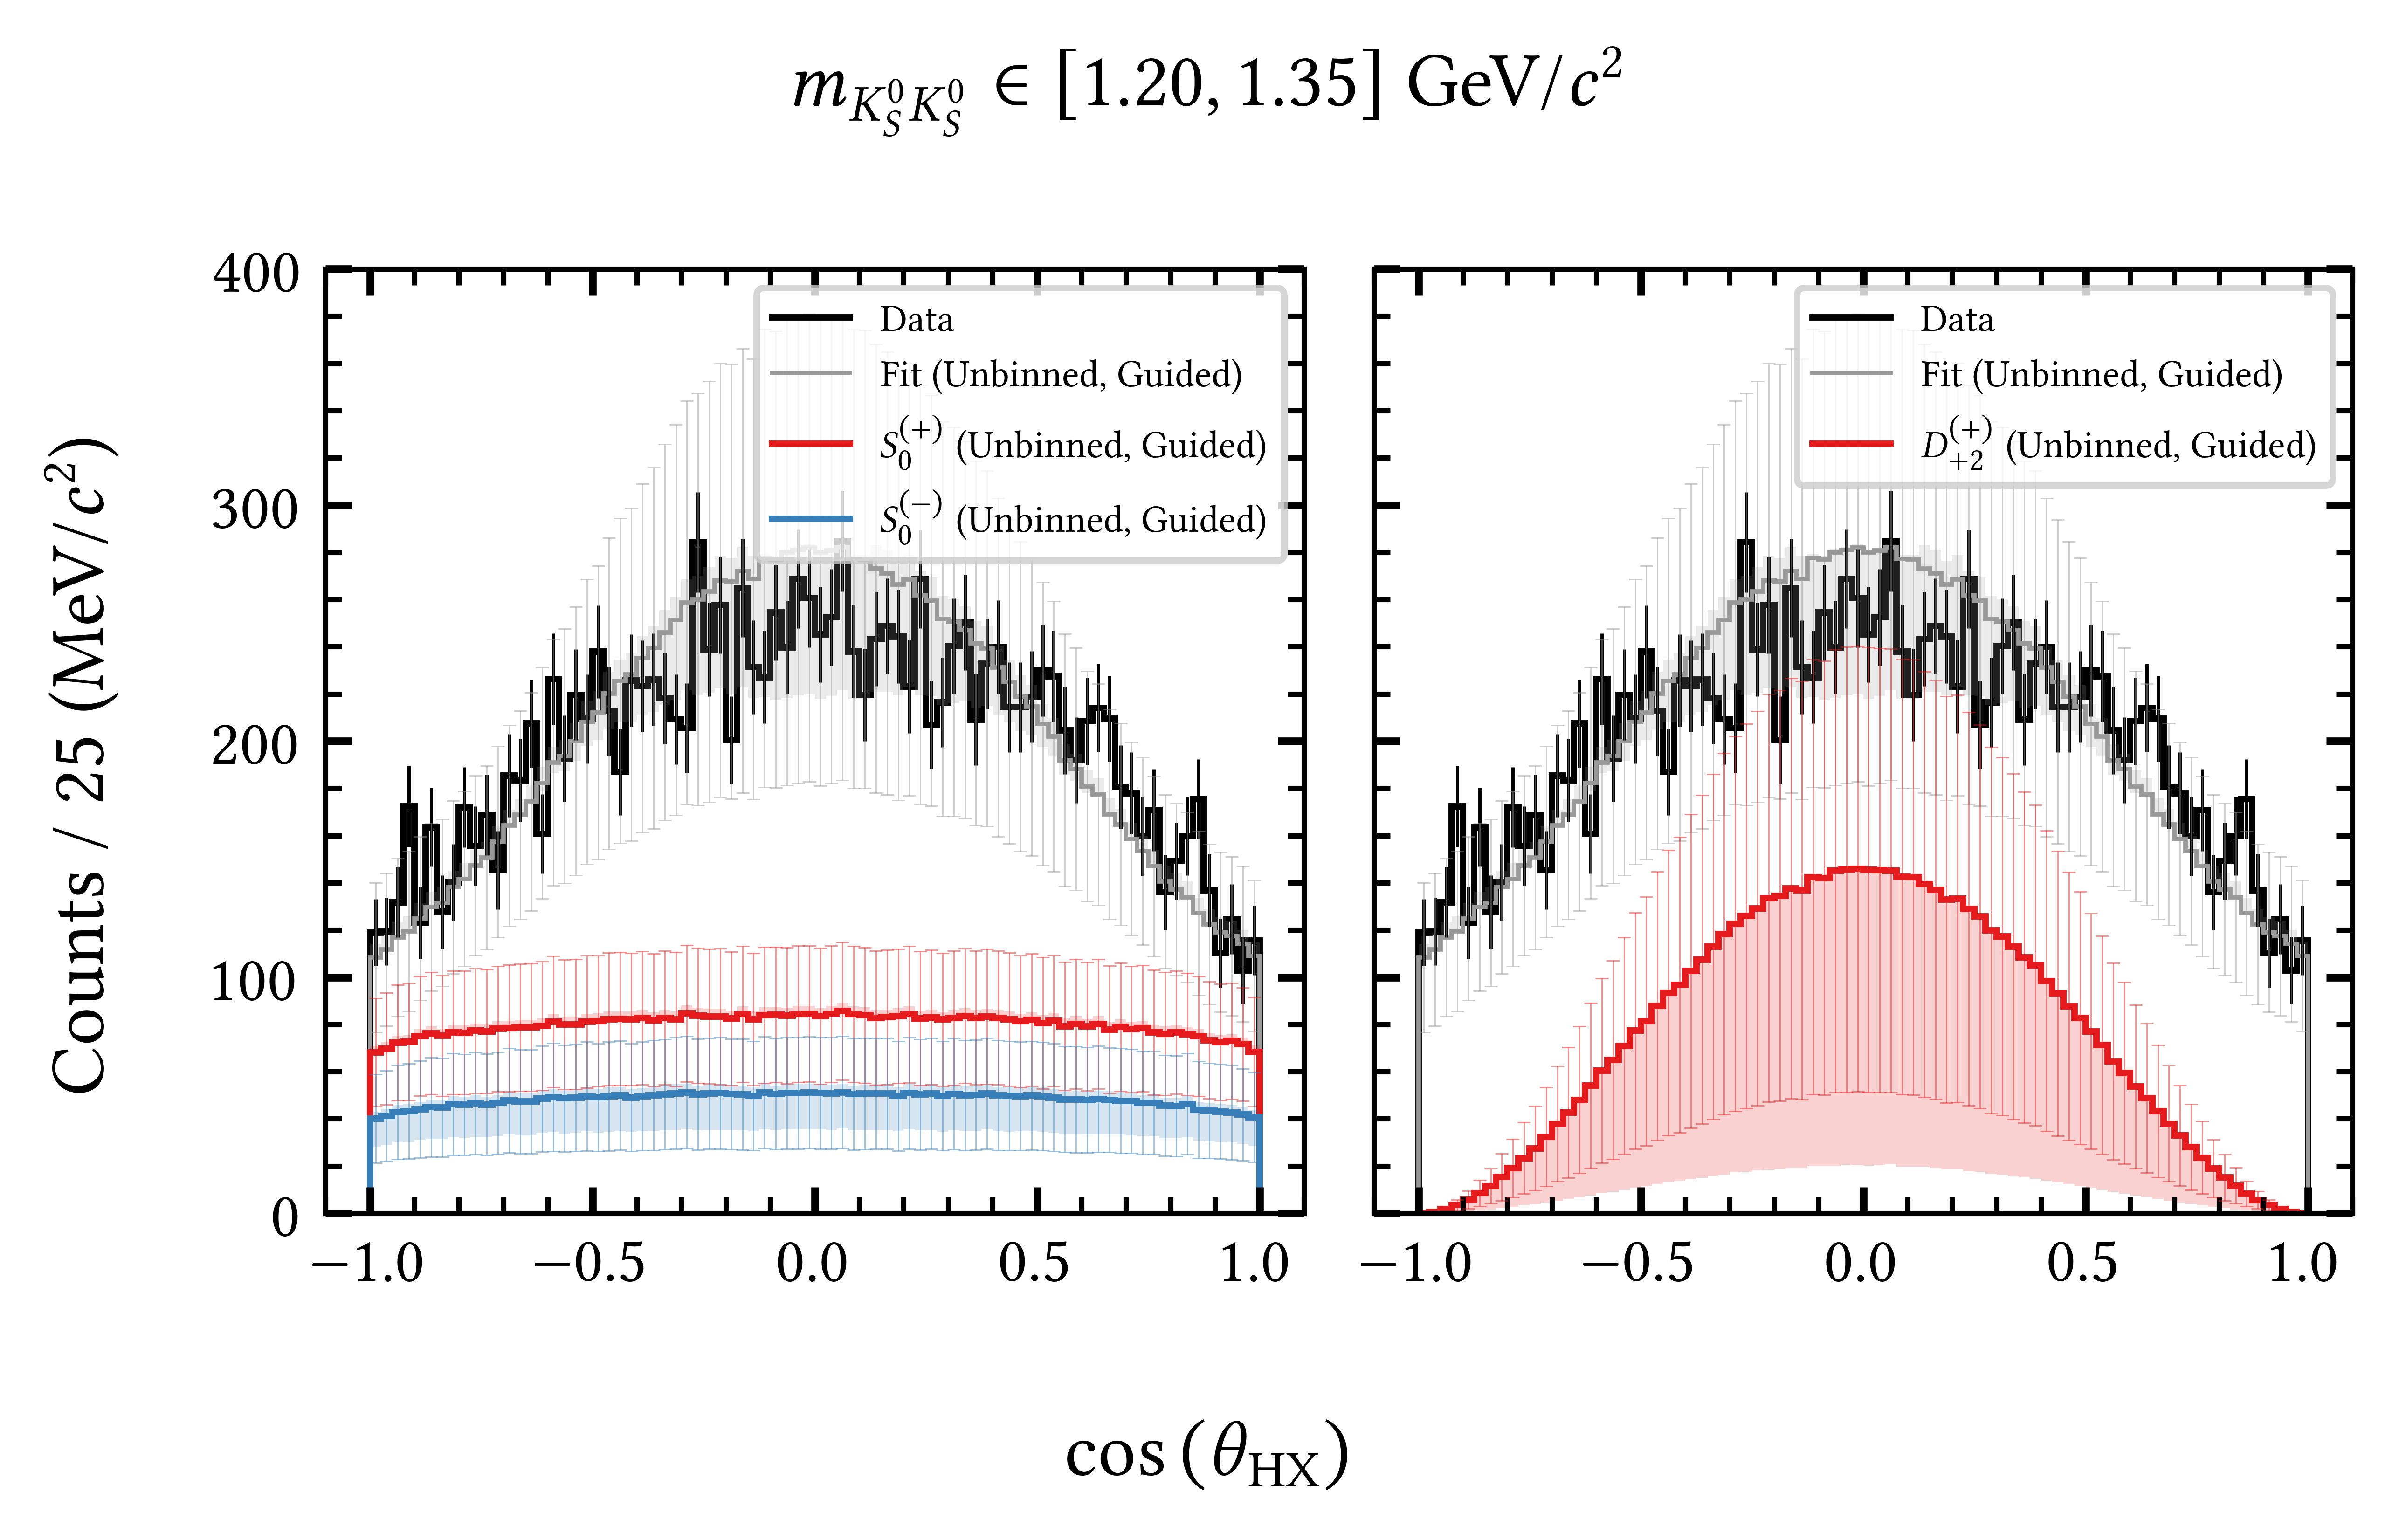 m_{K_S^0 K_S^0} ∈ [1.20, 1.35] GeV/c²
Counts / 25 (MeV/c²)
400
300
200
100
0
Data
Fit (Unbinned, Guided)
S_0^{(+)} (Unbinned, Guided)
S_0^{(−)} (Unbinned, Guided)
−1.0 −0.5 0.0 0.5 1.0
Data
Fit (Unbinned, Guided)
D_{+2}^{(+)} (Unbinned, Guided)
−1.0 −0.5 0.0 0.5 1.0
cos (θ_{HX})